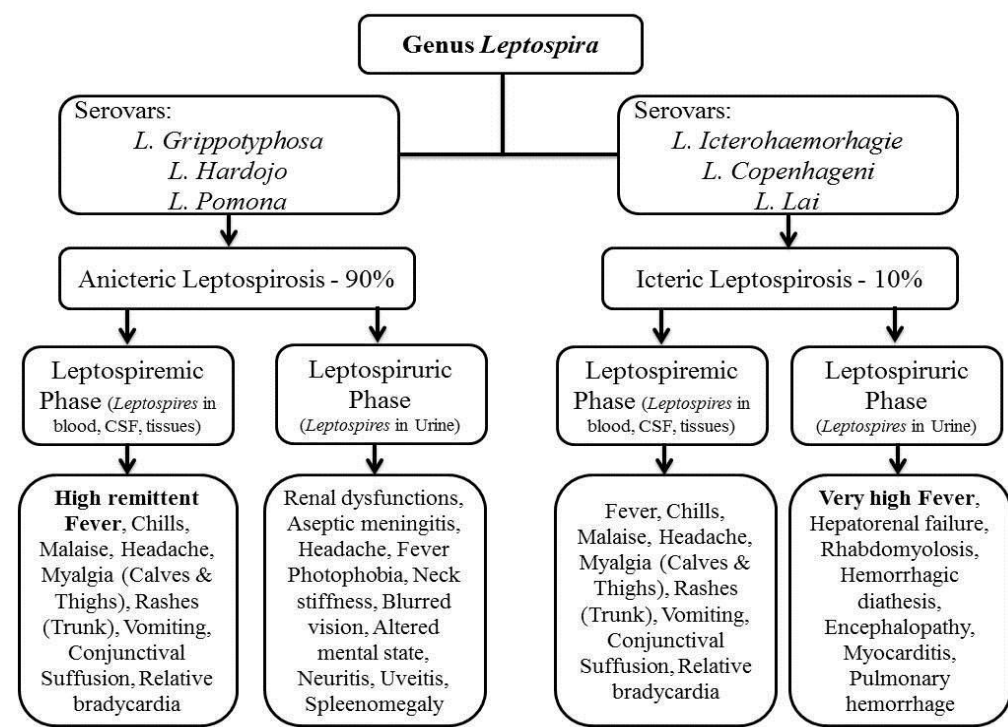 Genus Leptospira
Serovars:
L. Grippotyphosa
L. Hardojo
L. Pomona
Serovars:
L. Icterohaemorhagie
L. Copenhageni
L. Lai
Anicteric Leptospirosis - 90%
Icteric Leptospirosis - 10%
Leptospiremic
Phase (Leptospires in
blood, CSF, tissues)
Leptospiruric
Phase
(Leptospires in Urine)
Leptospiremic
Phase (Leptospires in
blood, CSF, tissues)
Leptospiruric
Phase
(Leptospires in Urine)
High remittent
Fever, Chills,
Malaise, Headache,
Myalgia (Calves &
Thighs), Rashes
(Trunk), Vomiting,
Conjunctival
Suffusion, Relative
bradycardia
Renal dysfunctions,
Aseptic meningitis,
Headache, Fever
Photophobia, Neck
stiffness, Blurred
vision, Altered
mental state,
Neuritis, Uveitis,
Spleenomegaly
Fever, Chills,
Malaise, Headache,
Myalgia (Calves &
Thighs), Rashes
(Trunk), Vomiting,
Conjunctival
Suffusion, Relative
bradycardia
Very high Fever,
Hepatorenal failure,
Rhabdomyolosis,
Hemorrhagic
diathesis,
Encephalopathy,
Myocarditis,
Pulmonary
hemorrhage